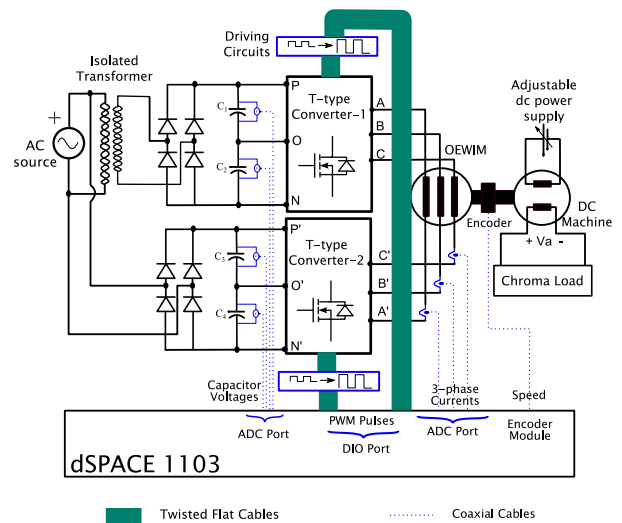 Driving
Circuits
Isolated
Transformer
+
AC
source
C1
C2
P
O
N
T-type
Converter-1
A
B
C
OEWIM
Adjustable
dc power
supply
Encoder
DC
Machine
+ Va -
Chroma Load
P'
O'
N'
C3
C4
T-type
Converter-2
C'
B'
A'
Capacitor
Voltages
ADC Port
PWM Pulses
DIO Port
3-phase
Currents
ADC Port
Speed
Encoder
Module
dSPACE 1103
Twisted Flat Cables
Coaxial Cables